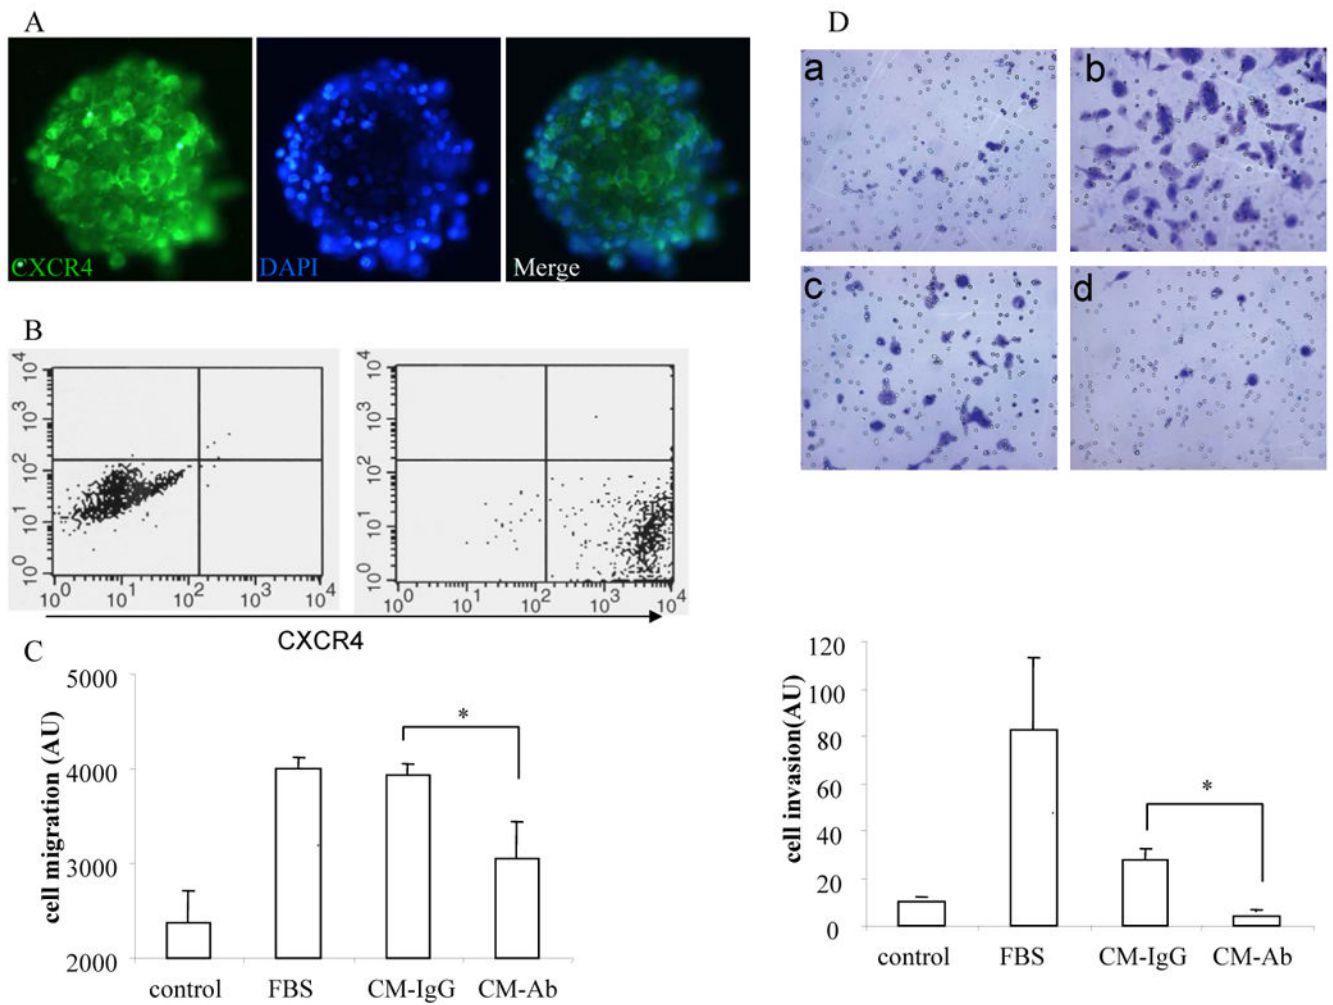 A
CXCR4
DAPI
Merge
B
10^4
10^3
10^2
10^1
10^0
10^0 10^1 10^2 10^3 10^4
10^4
10^3
10^2
10^1
10^0
10^0 10^1 10^2 10^3 10^4
CXCR4
C
cell migration (AU)
5000
4000
3000
2000
*
control FBS CM-IgG CM-Ab
D
a
b
c
d
cell invasion(AU)
120
100
80
60
40
20
0
*
control FBS CM-IgG CM-Ab